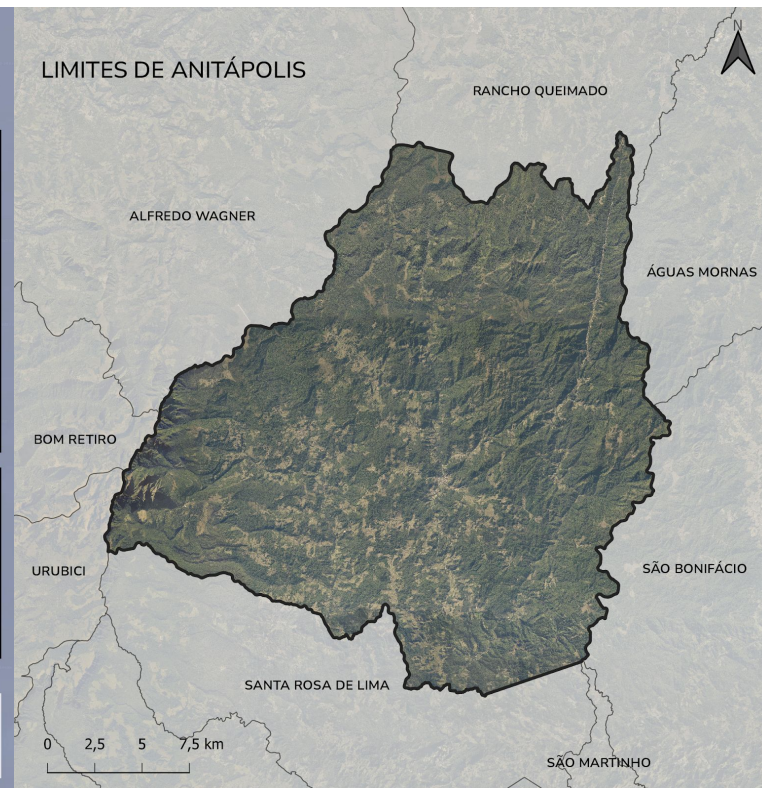 LIMITES DE ANITÁPOLIS
N
RANCHO QUEIMADO
ALFREDO WAGNER
ÁGUAS MORNAS
BOM RETIRO
URUBICI
SÃO BONIFÁCIO
SANTA ROSA DE LIMA
0 2,5 5 7,5 km
SÃO MARTINHO